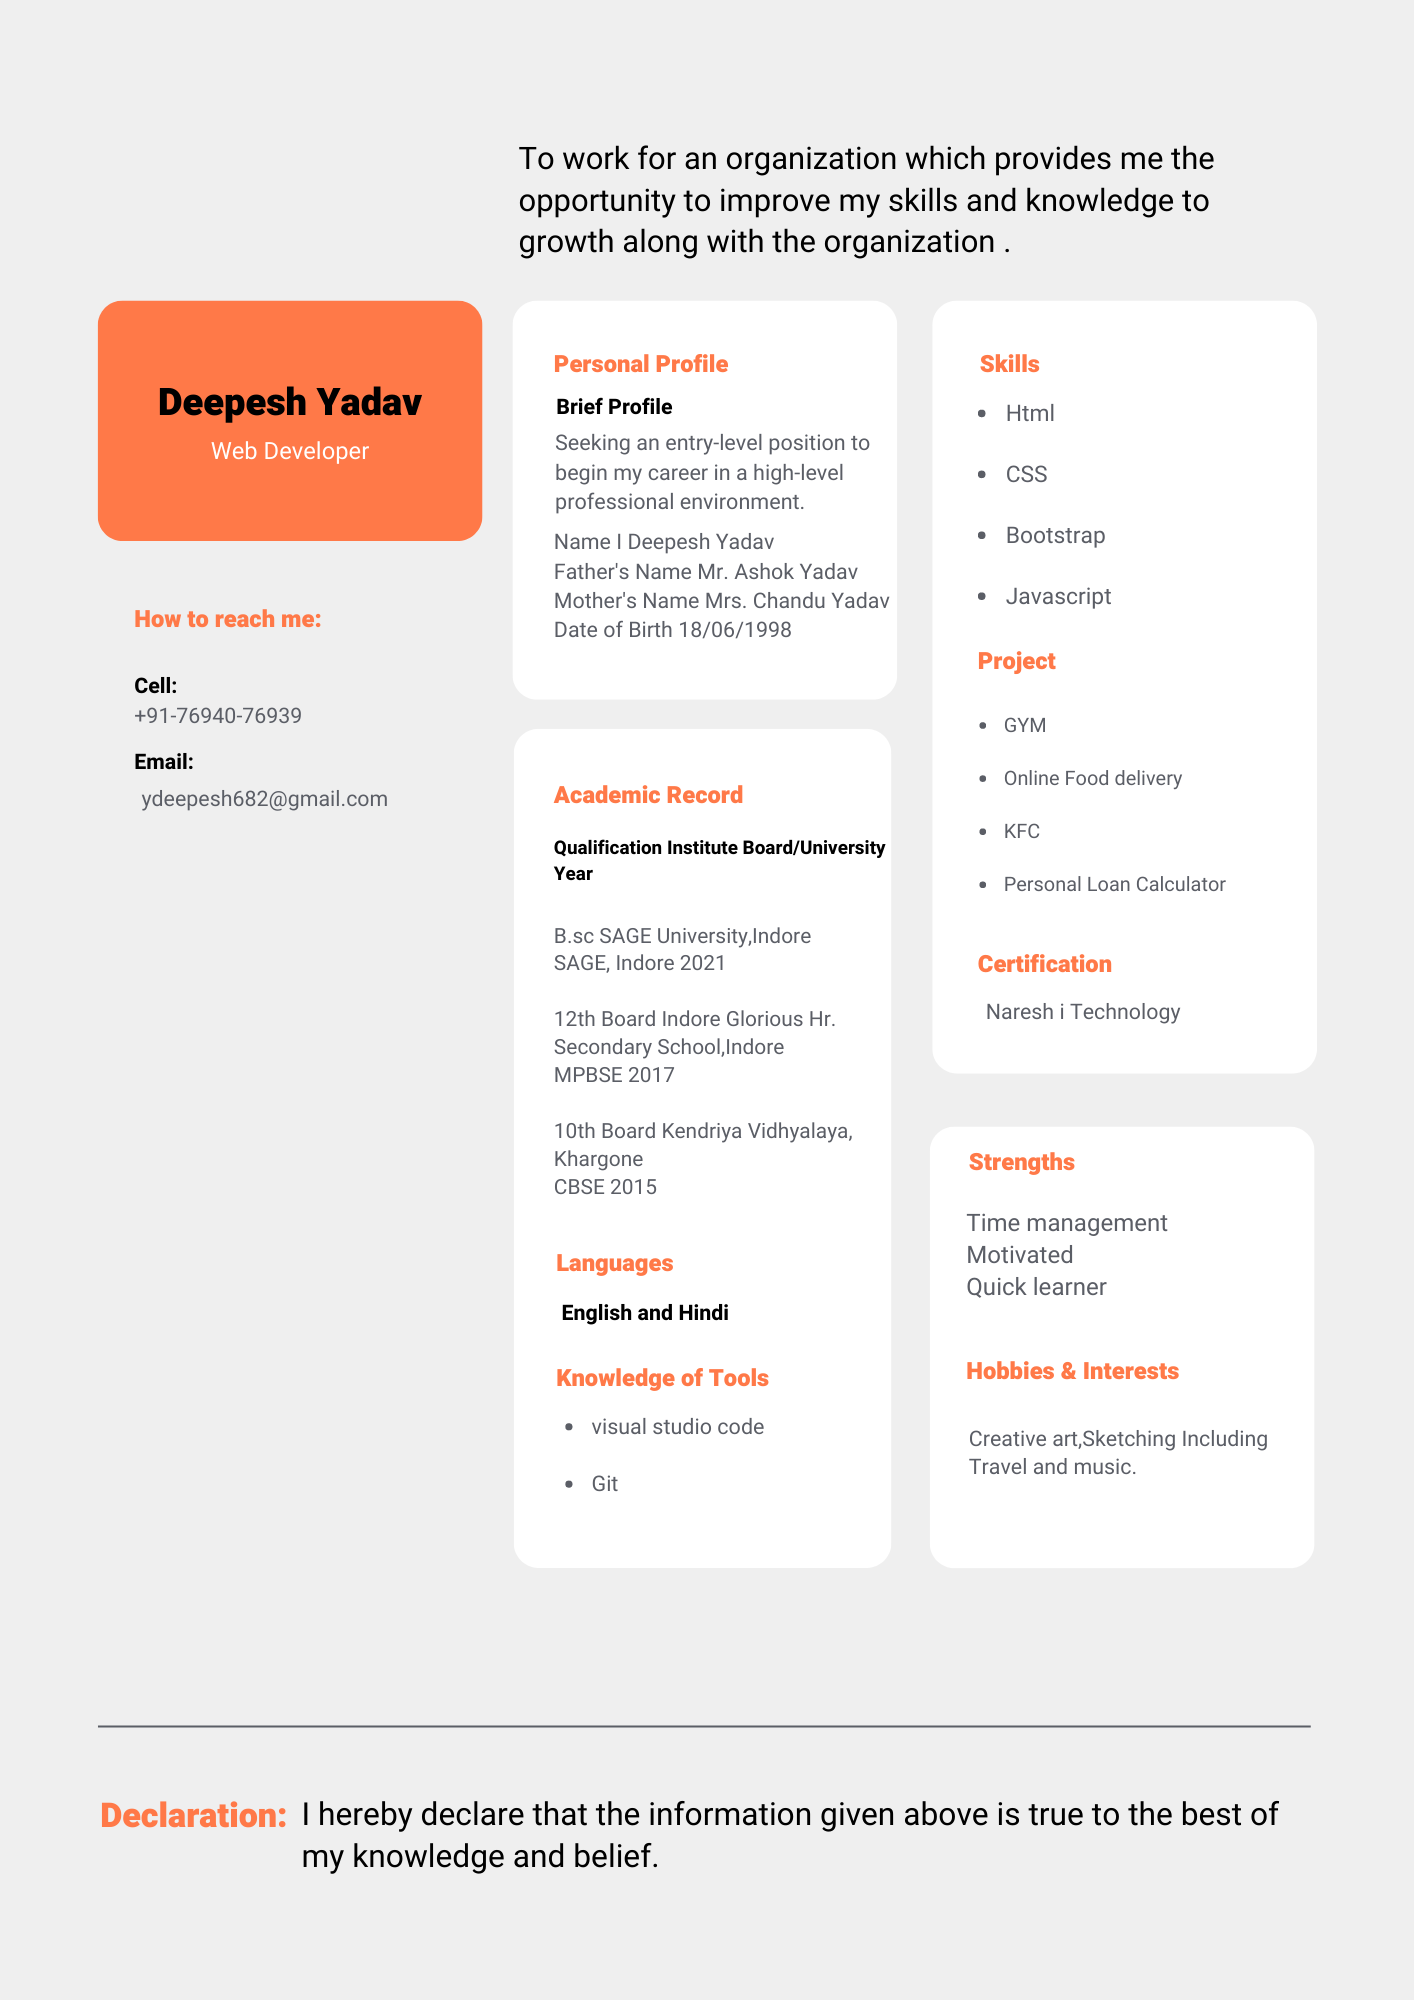 To work for an organization which provides me the
opportunity to improve my skills and knowledge to
growth along with the organization .
Deepesh Yadav
Web Developer
How to reach me:
Cell:
+91-76940-76939
Email:
ydeepesh682@gmail.com
Personal Profile
Brief Profile
Seeking an entry-level position to
begin my career in a high-level
professional environment.
Name I Deepesh Yadav
Father's Name Mr. Ashok Yadav
Mother's Name Mrs. Chandu Yadav
Date of Birth 18/06/1998
Academic Record
Qualification Institute Board/University
Year
B.sc SAGE University,Indore
SAGE, Indore 2021
12th Board Indore Glorious Hr.
Secondary School,Indore
MPBSE 2017
10th Board Kendriya Vidhyalaya,
Khargone
CBSE 2015
Languages
English and Hindi
Knowledge of Tools
• visual studio code
• Git
Skills
• Html
• CSS
• Bootstrap
• Javascript
Project
• GYM
• Online Food delivery
• KFC
• Personal Loan Calculator
Certification
Naresh i Technology
Strengths
Time management
Motivated
Quick learner
Hobbies & Interests
Creative art,Sketching Including
Travel and music.
Declaration: I hereby declare that the information given above is true to the best of
my knowledge and belief.